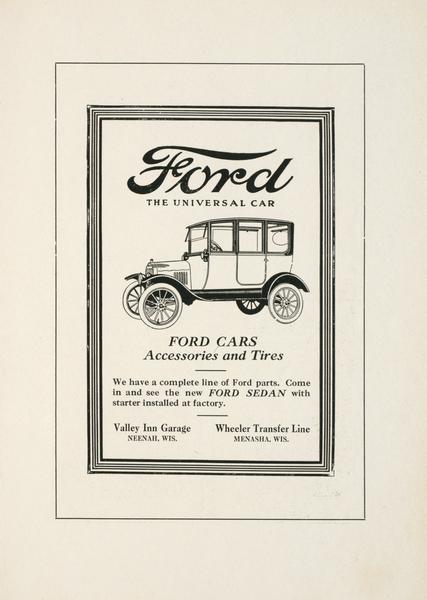 Ford
THE UNIVERSAL CAR
FORD CARS
Accessories and Tires
We have a complete line of Ford parts. Come
in and see the new FORD SEDAN with
starter installed at factory.
Valley Inn Garage
NEENAH, WIS.
Wheeler Transfer Line
MENASHA, WIS.